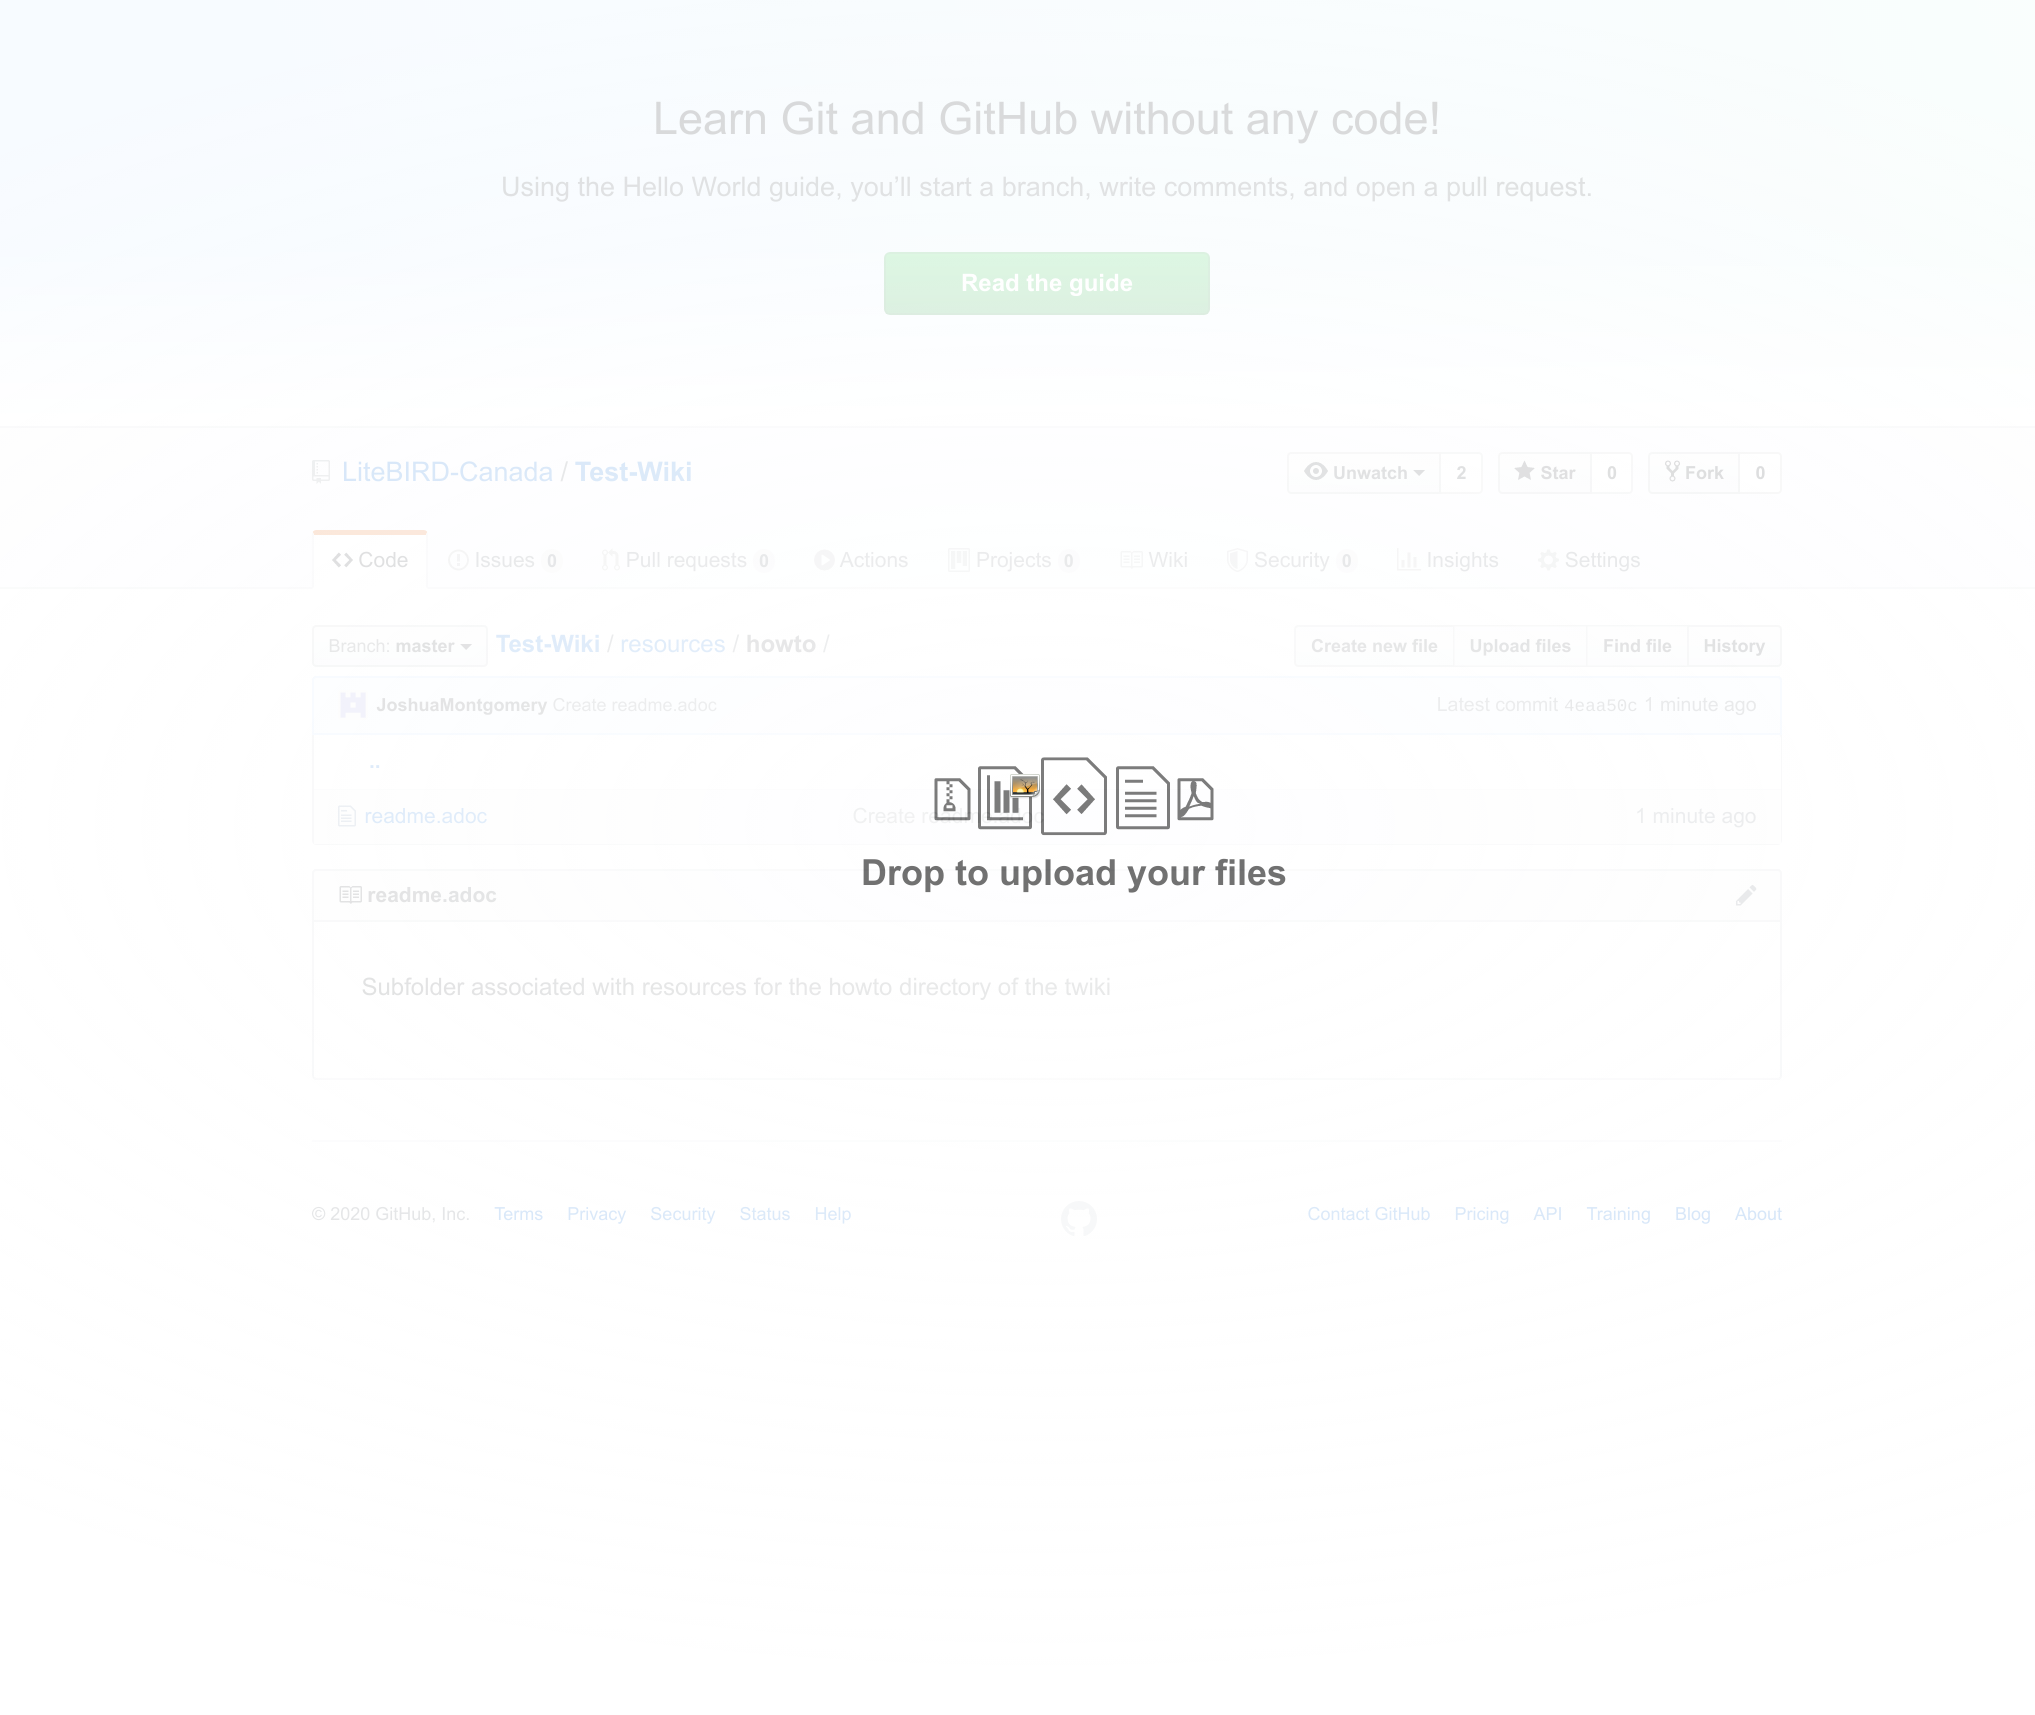 Learn Git and GitHub without any code!
Using the Hello World guide, you’ll start a branch, write comments, and open a pull request.
Read the guide
LiteBIRD-Canada / Test-Wiki
Unwatch 2 Star 0 Fork 0
Code Issues 0 Pull requests 0 Actions Projects 0 Wiki Security 0 Insights Settings
Branch: master Test-Wiki / resources / howto / Create new file Upload files Find file History
JoshuaMontgomery Create readme.adoc Latest commit 4eaa50c 1 minute ago
..
readme.adoc Create 1 minute ago
Drop to upload your files
readme.adoc
Subfolder associated with resources for the howto directory of the twiki
© 2020 GitHub, Inc. Terms Privacy Security Status Help Contact GitHub Pricing API Training Blog About